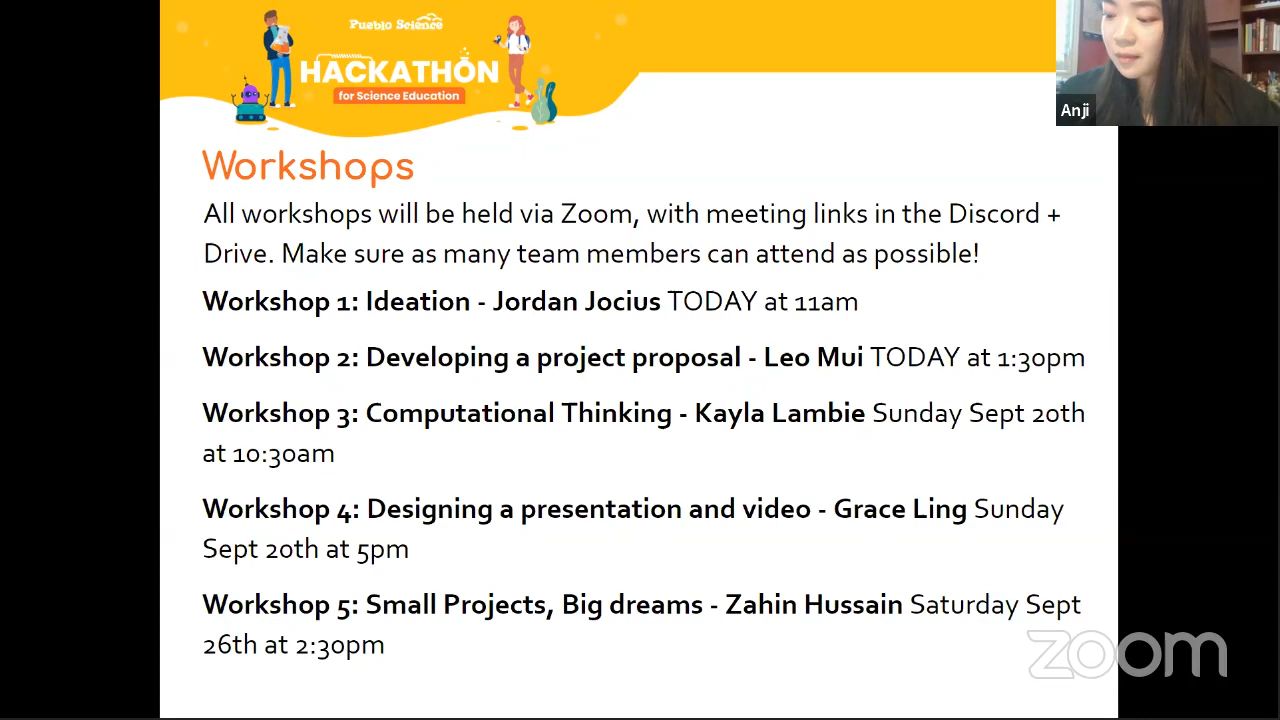 Pueblo Science
HACKATHON
for Science Education
Anji
Workshops
All workshops will be held via Zoom, with meeting links in the Discord +
Drive. Make sure as many team members can attend as possible!
Workshop 1: Ideation - Jordan Jocius TODAY at 11am
Workshop 2: Developing a project proposal - Leo Mui TODAY at 1:30pm
Workshop 3: Computational Thinking - Kayla Lambie Sunday Sept 20th
at 10:30am
Workshop 4: Designing a presentation and video - Grace Ling Sunday
Sept 20th at 5pm
Workshop 5: Small Projects, Big dreams - Zahin Hussain Saturday Sept
26th at 2:30pm
zoom